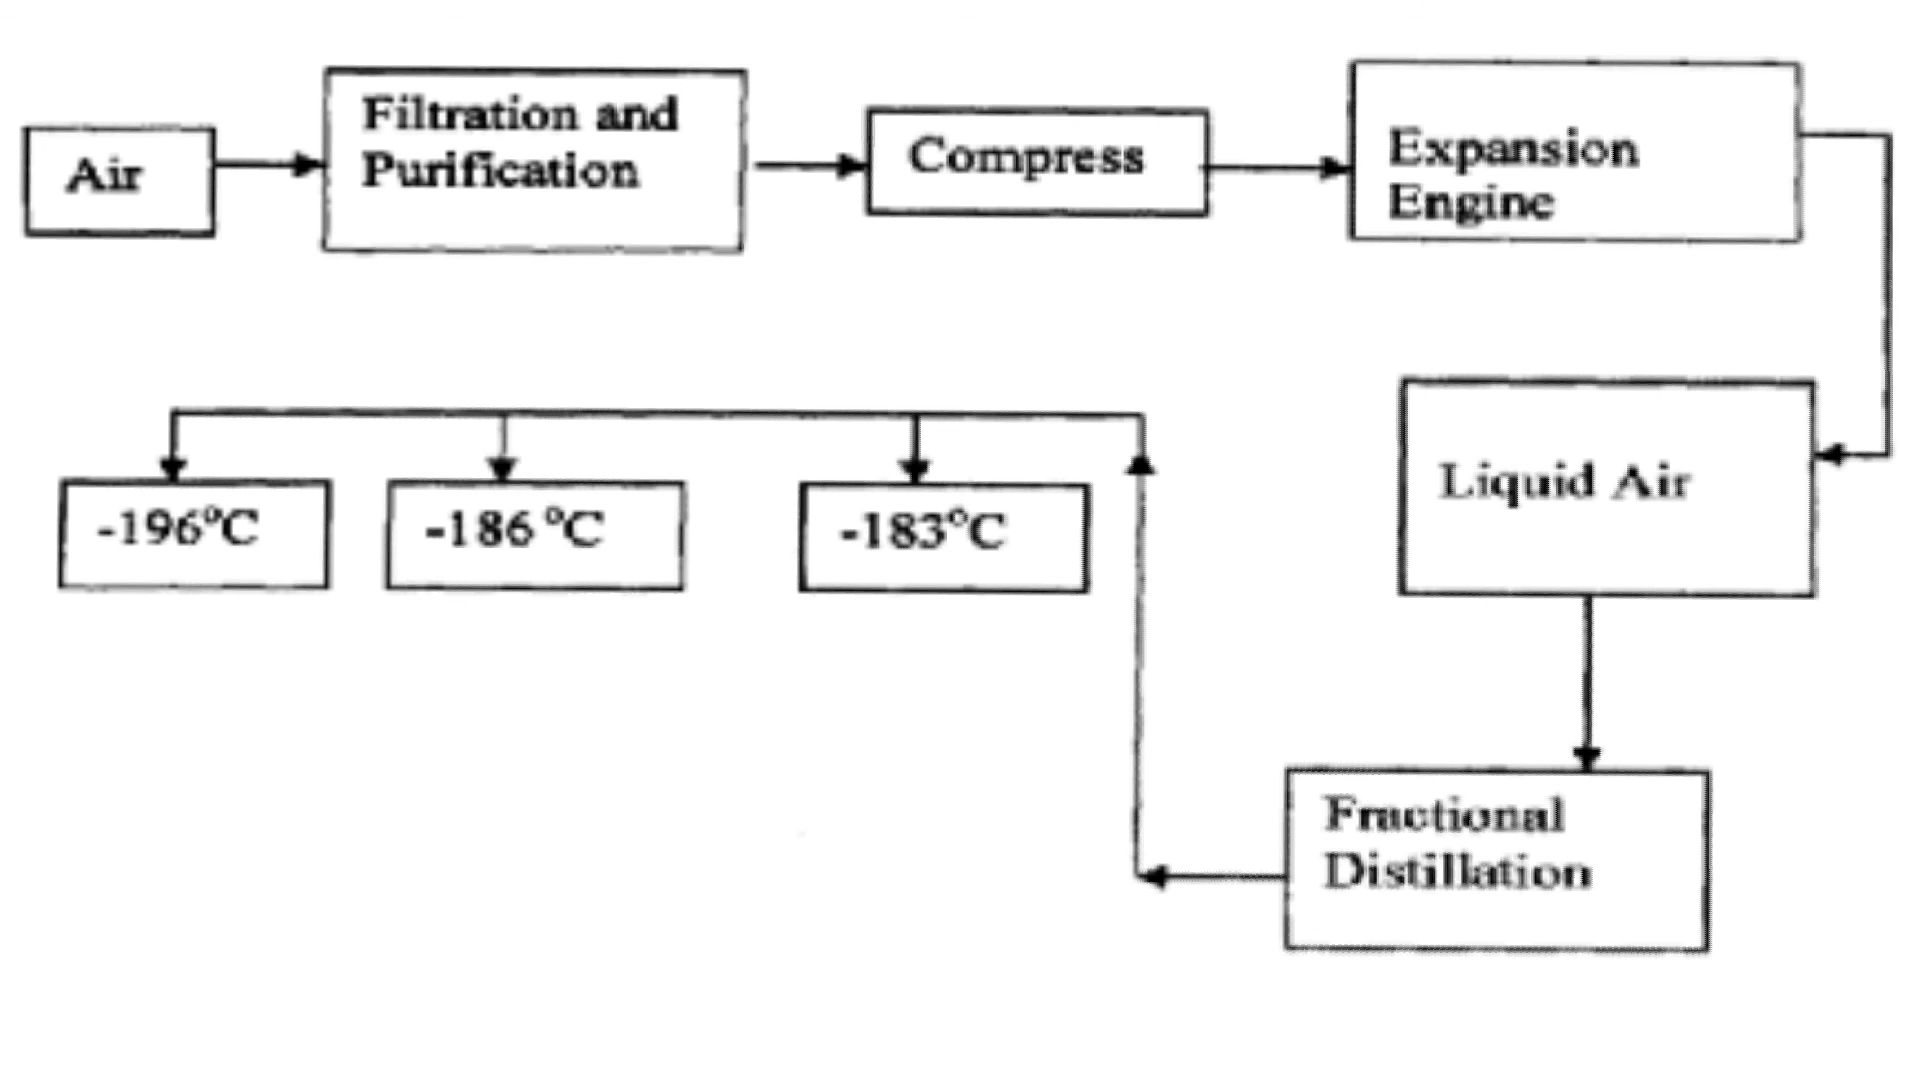 Air
Filtration and
Purification
Compress
Expansion
Engine
Liquid Air
-196°C
-186 °C
-183°C
Fractional
Distillation